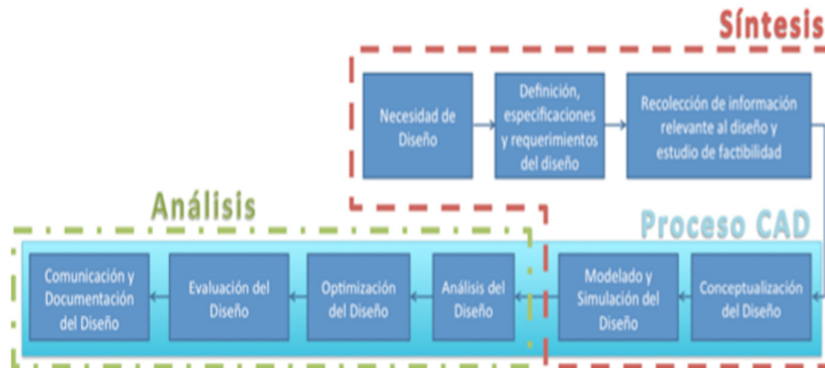 Síntesis
Necesidad de
Diseño
Definición,
especificaciones
y requerimientos
del diseño
Recolección de información
relevante al diseño y
estudio de factibilidad
Análisis
Proceso CAD
Comunicación y
Documentación
del Diseño
Evaluación del
Diseño
Optimización
del Diseño
Análisis del
Diseño
Modelado y
Simulación del
Diseño
Conceptualización
del Diseño